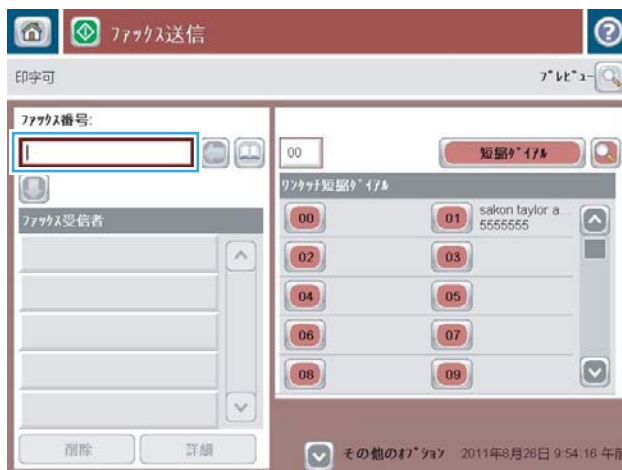 ﾌｧｯｸｽ送信
印字可
ﾌﾟﾚﾋﾞｭｰ
ﾌｧｯｸｽ番号:
00
短縮ﾀﾞｲｱﾙ
ﾜﾝﾀｯﾁ短縮ﾀﾞｲｱﾙ
ﾌｧｯｸｽ受信者
00
01 sakon taylor a...
5555555
02 03
04 05
06 07
08 09
削除 詳細
その他のｵﾌﾟｼｮﾝ 2011年8月26日 9:54:16 午前